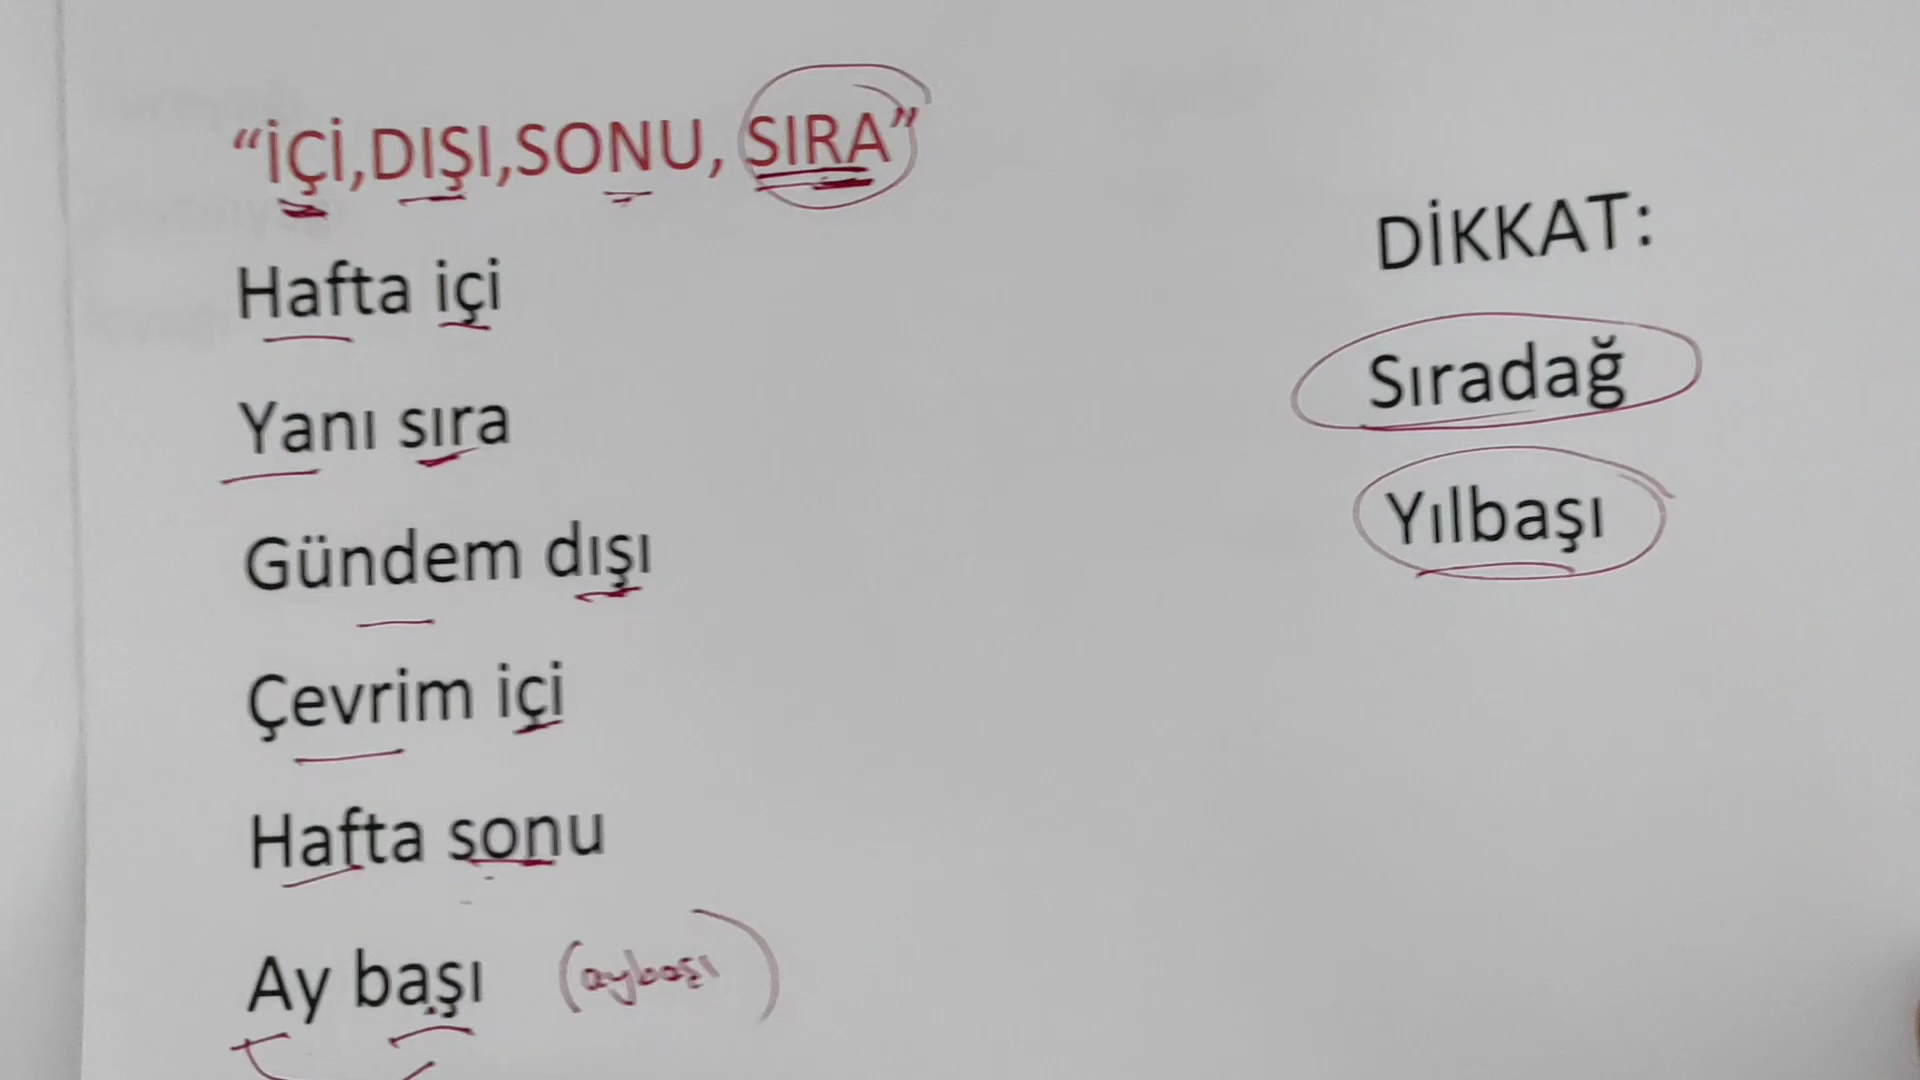 “İÇİ,DIŞI,SONU, SIRA”
Hafta içi
Yanı sıra
Gündem dışı
Çevrim içi
Hafta sonu
Ay başı (aybaşı)
DİKKAT:
Sıradağ
Yılbaşı